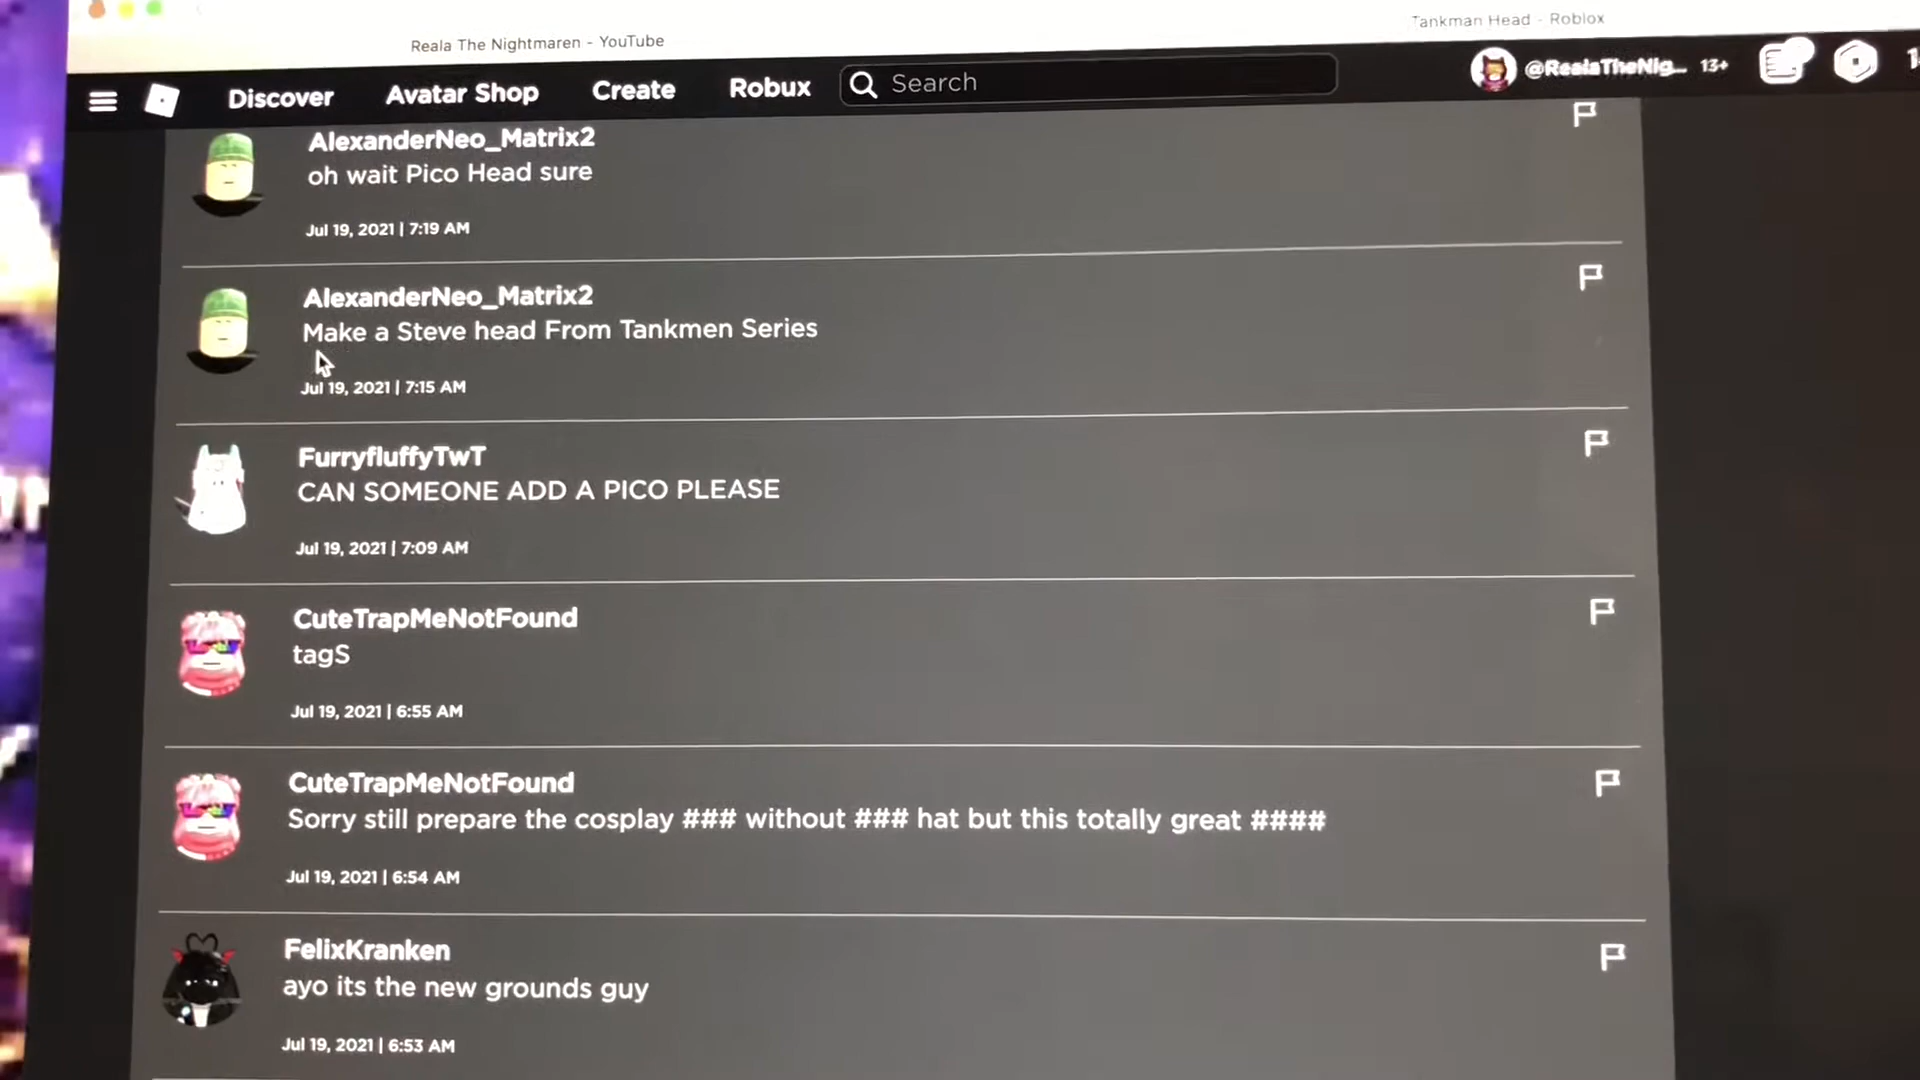 Tankman Head - Roblox
Reala The Nightmaren - YouTube
Discover Avatar Shop Create Robux Search @RealaTheNig... 13+
AlexanderNeo_Matrix2
oh wait Pico Head sure
Jul 19, 2021 | 7:19 AM
AlexanderNeo_Matrix2
Make a Steve head From Tankmen Series
Jul 19, 2021 | 7:15 AM
FurryfluffyTwT
CAN SOMEONE ADD A PICO PLEASE
Jul 19, 2021 | 7:09 AM
CuteTrapMeNotFound
tagS
Jul 19, 2021 | 6:55 AM
CuteTrapMeNotFound
Sorry still prepare the cosplay ### without ### hat but this totally great ####
Jul 19, 2021 | 6:54 AM
FelixKranken
ayo its the new grounds guy
Jul 19, 2021 | 6:53 AM